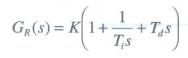 G_R(s) = K(1 + 1/(T_i s) + T_d s)